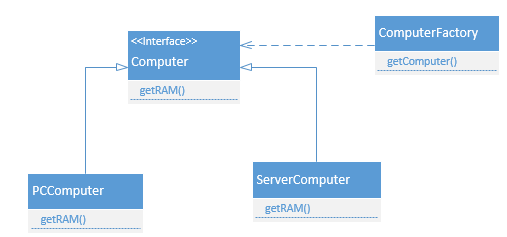 <<Interface>>
Computer
getRAM()
ComputerFactory
getComputer()
PCComputer
getRAM()
ServerComputer
getRAM()